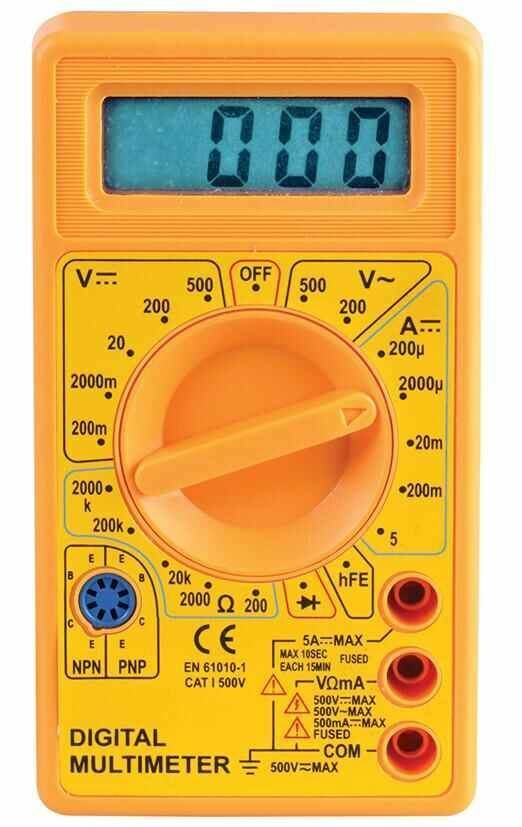 000
V⎓
500
OFF
500
V~
200
200
A⎓
20
200µ
2000m
2000µ
200m
20m
2000
k
200m
200k
5
20k
2000
Ω
200
hFE
E E
B B
C C
E E
NPN PNP
CE
EN 61010-1
CAT I 500V
5A⎓MAX
MAX 10SEC
EACH 15MIN
FUSED
VΩmA
500V⎓MAX
500V~MAX
500mA⎓MAX
FUSED
COM
500V≂MAX
DIGITAL
MULTIMETER